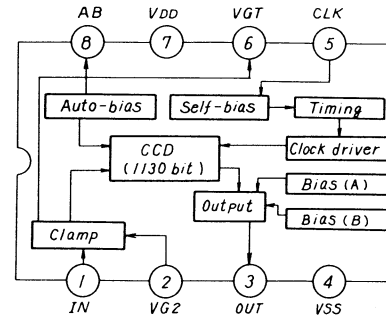 AB VDD VGT CLK
8 7 6 5
Auto-bias Self-bias Timing
CCD
(1130 bit)
Clock driver
Bias (A)
Output
Bias (B)
Clamp
1 2 3 4
IN VG2 OUT VSS